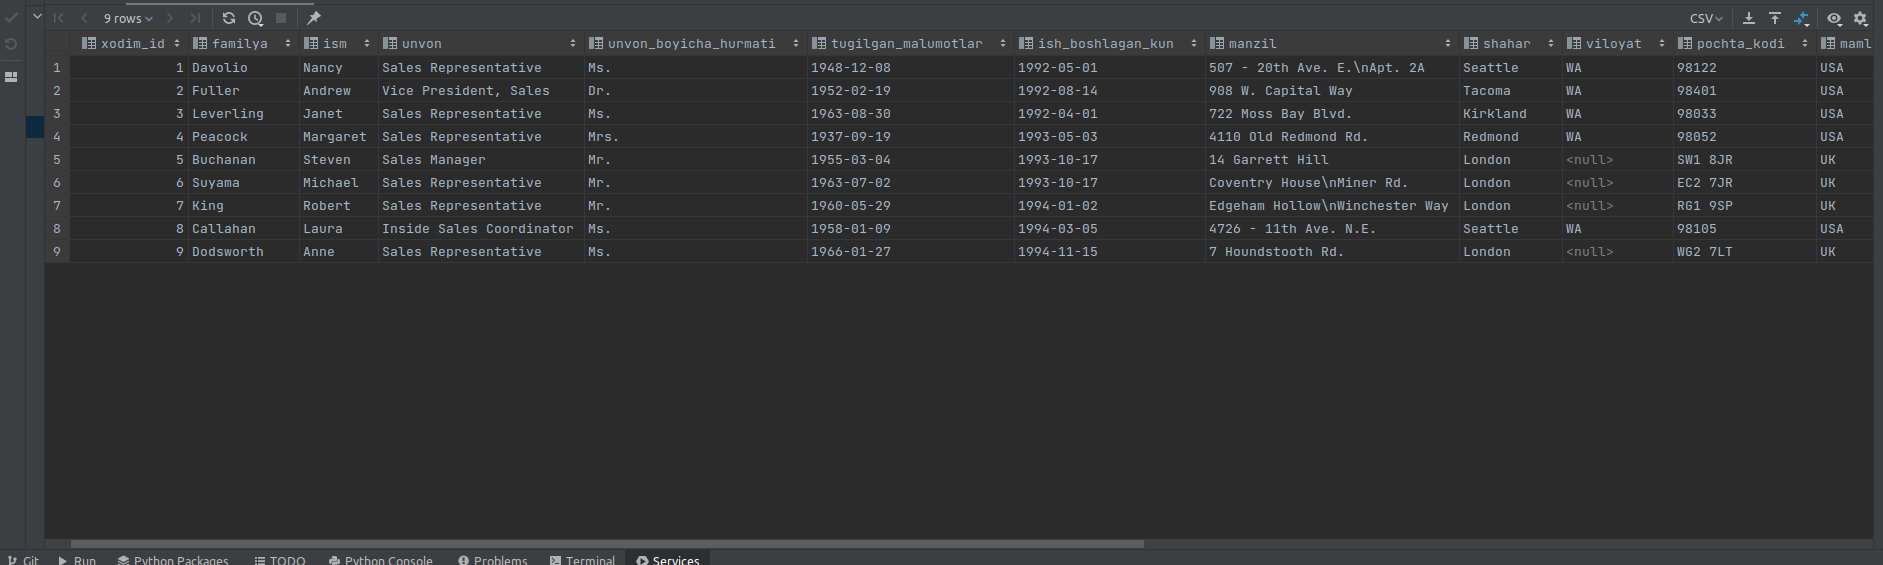 9 rows CSV
xodim_id familya ism unvon unvon_boyicha_hurmati tugilgan_malumotlar ish_boshlagan_kun manzil shahar viloyat pochta_kodi maml
1 1 Davolio Nancy Sales Representative Ms. 1948-12-08 1992-05-01 507 - 20th Ave. E.\nApt. 2A Seattle WA 98122 USA
2 2 Fuller Andrew Vice President, Sales Dr. 1952-02-19 1992-08-14 908 W. Capital Way Tacoma WA 98401 USA
3 3 Leverling Janet Sales Representative Ms. 1963-08-30 1992-04-01 722 Moss Bay Blvd. Kirkland WA 98033 USA
4 4 Peacock Margaret Sales Representative Mrs. 1937-09-19 1993-05-03 4110 Old Redmond Rd. Redmond WA 98052 USA
5 5 Buchanan Steven Sales Manager Mr. 1955-03-04 1993-10-17 14 Garrett Hill London <null> SW1 8JR UK
6 6 Suyama Michael Sales Representative Mr. 1963-07-02 1993-10-17 Coventry House\nMiner Rd. London <null> EC2 7JR UK
7 7 King Robert Sales Representative Mr. 1960-05-29 1994-01-02 Edgeham Hollow\nWinchester Way London <null> RG1 9SP UK
8 8 Callahan Laura Inside Sales Coordinator Ms. 1958-01-09 1994-03-05 4726 - 11th Ave. N.E. Seattle WA 98105 USA
9 9 Dodsworth Anne Sales Representative Ms. 1966-01-27 1994-11-15 7 Houndstooth Rd. London <null> WG2 7LT UK
Git Run Python Packages TODO Python Console Problems Terminal Services